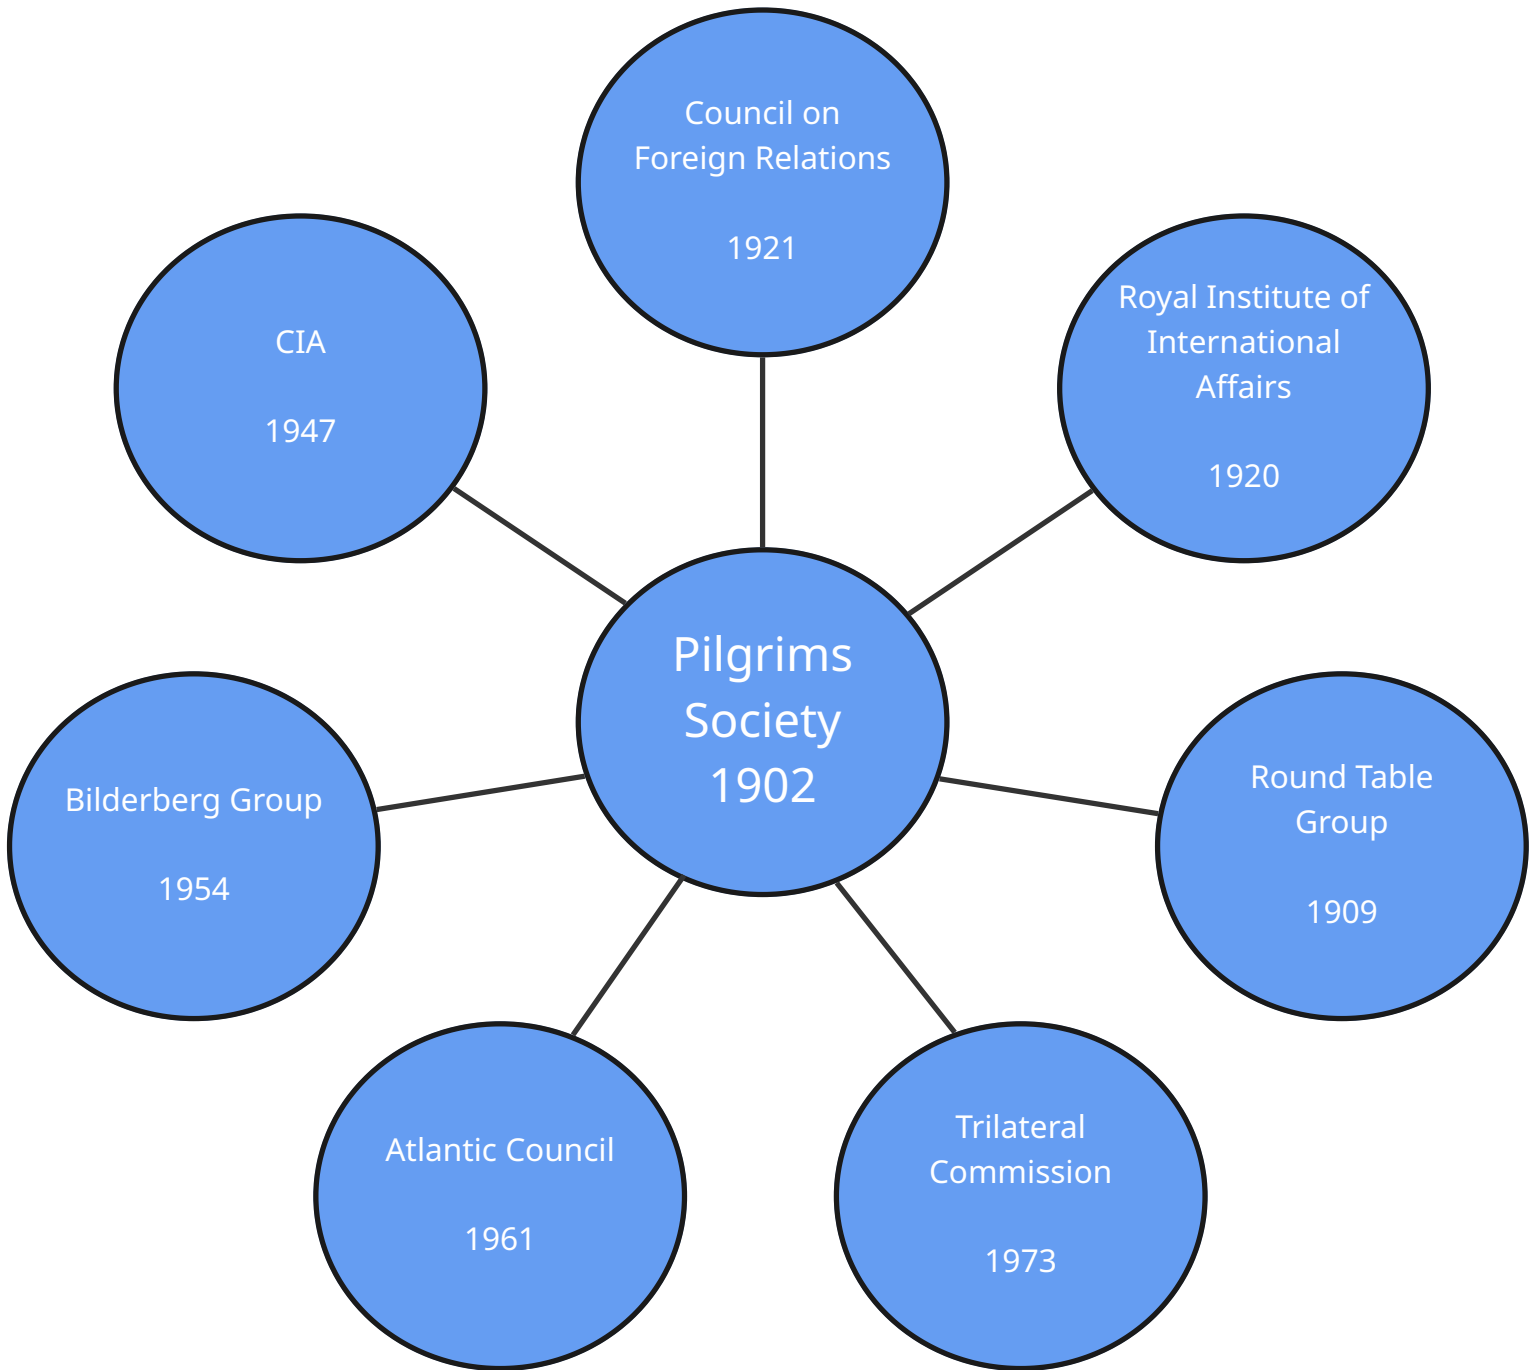 Council on
Foreign Relations
1921
CIA
1947
Royal Institute of
International
Affairs
1920
Pilgrims
Society
1902
Bilderberg Group
1954
Round Table
Group
1909
Atlantic Council
1961
Trilateral
Commission
1973